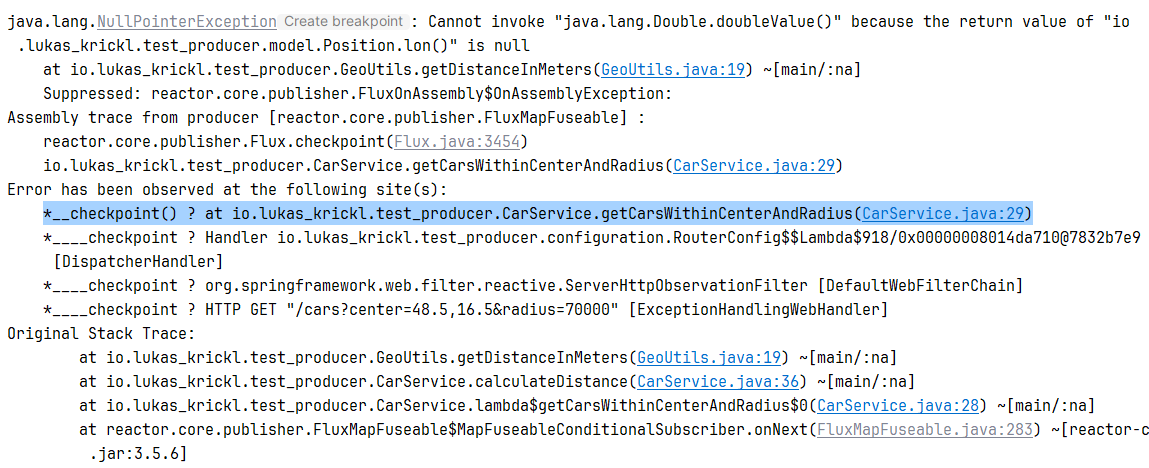 java.lang.NullPointerException Create breakpoint : Cannot invoke "java.lang.Double.doubleValue()" because the return value of "io
.lukas_krickl.test_producer.model.Position.lon()" is null
at io.lukas_krickl.test_producer.GeoUtils.getDistanceInMeters(GeoUtils.java:19) ~[main/:na]
Suppressed: reactor.core.publisher.FluxOnAssembly$OnAssemblyException:
Assembly trace from producer [reactor.core.publisher.FluxMapFuseable] :
reactor.core.publisher.Flux.checkpoint(Flux.java:3454)
io.lukas_krickl.test_producer.CarService.getCarsWithinCenterAndRadius(CarService.java:29)
Error has been observed at the following site(s):
*__checkpoint() ? at io.lukas_krickl.test_producer.CarService.getCarsWithinCenterAndRadius(CarService.java:29)
*____checkpoint ? Handler io.lukas_krickl.test_producer.configuration.RouterConfig$$Lambda$918/0x00000008014da710@7832b7e9
[DispatcherHandler]
*____checkpoint ? org.springframework.web.filter.reactive.ServerHttpObservationFilter [DefaultWebFilterChain]
*____checkpoint ? HTTP GET "/cars?center=48.5,16.5&radius=70000" [ExceptionHandlingWebHandler]
Original Stack Trace:
at io.lukas_krickl.test_producer.GeoUtils.getDistanceInMeters(GeoUtils.java:19) ~[main/:na]
at io.lukas_krickl.test_producer.CarService.calculateDistance(CarService.java:36) ~[main/:na]
at io.lukas_krickl.test_producer.CarService.lambda$getCarsWithinCenterAndRadius$0(CarService.java:28) ~[main/:na]
at reactor.core.publisher.FluxMapFuseable$MapFuseableConditionalSubscriber.onNext(FluxMapFuseable.java:283) ~[reactor-c
.jar:3.5.6]